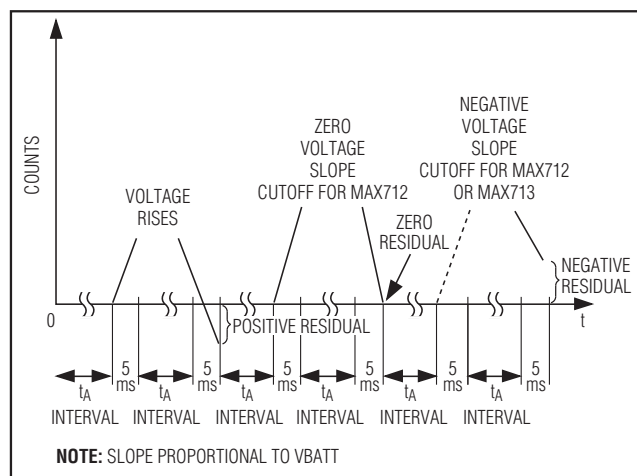 COUNTS
VOLTAGE
RISES
ZERO
VOLTAGE
SLOPE
CUTOFF FOR MAX712
NEGATIVE
VOLTAGE
SLOPE
CUTOFF FOR MAX712
OR MAX713
ZERO
RESIDUAL
NEGATIVE
RESIDUAL
POSITIVE RESIDUAL
0
t
5 5 5 5 5 5
ms ms ms ms ms ms
tA tA tA tA tA tA
INTERVAL INTERVAL INTERVAL INTERVAL INTERVAL INTERVAL
NOTE: SLOPE PROPORTIONAL TO VBATT